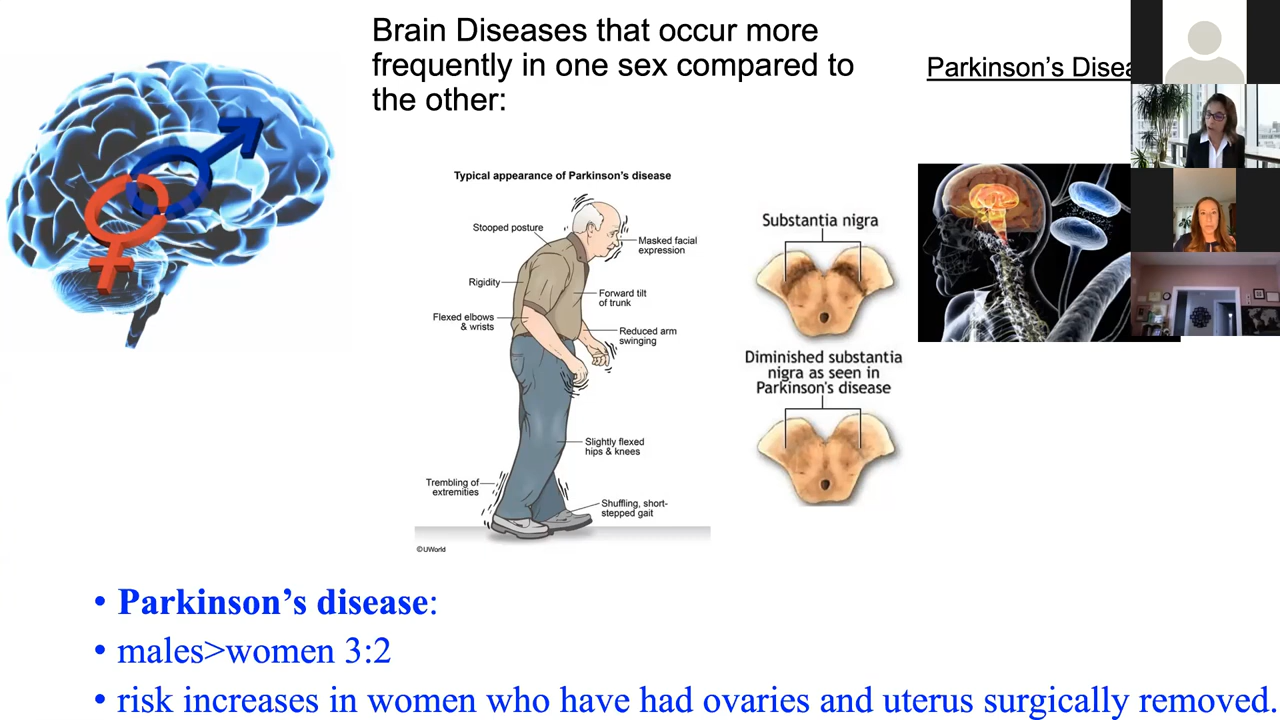 Brain Diseases that occur more
frequently in one sex compared to
the other:
Parkinson's
Typical appearance of Parkinson's disease
Stooped posture
Masked facial
expression
Rigidity
Forward tilt
of trunk
Flexed elbows
& wrists
Reduced arm
swinging
Slightly flexed
hips & knees
Trembling of
extremities
Shuffling, short-
stepped gait
©UWorld
Substantia nigra
Diminished substantia
nigra as seen in
Parkinson's disease
• Parkinson's disease:
• males>women 3:2
• risk increases in women who have had ovaries and uterus surgically removed.